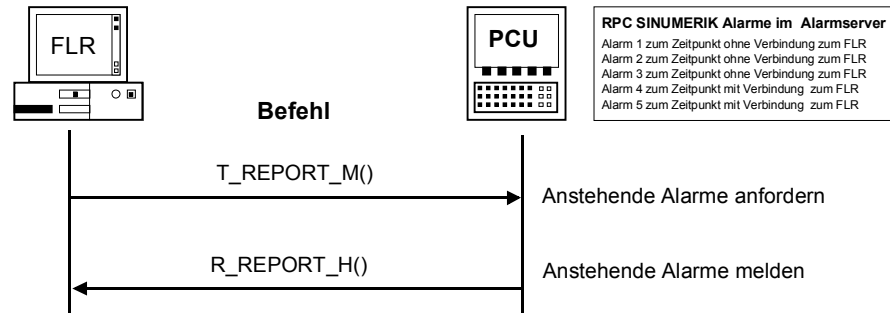 FLR
PCU
RPC SINUMERIK Alarme im Alarmserver
Alarm 1 zum Zeitpunkt ohne Verbindung zum FLR
Alarm 2 zum Zeitpunkt ohne Verbindung zum FLR
Alarm 3 zum Zeitpunkt ohne Verbindung zum FLR
Alarm 4 zum Zeitpunkt mit Verbindung zum FLR
Alarm 5 zum Zeitpunkt mit Verbindung zum FLR
Befehl
T_REPORT_M()
Anstehende Alarme anfordern
R_REPORT_H()
Anstehende Alarme melden